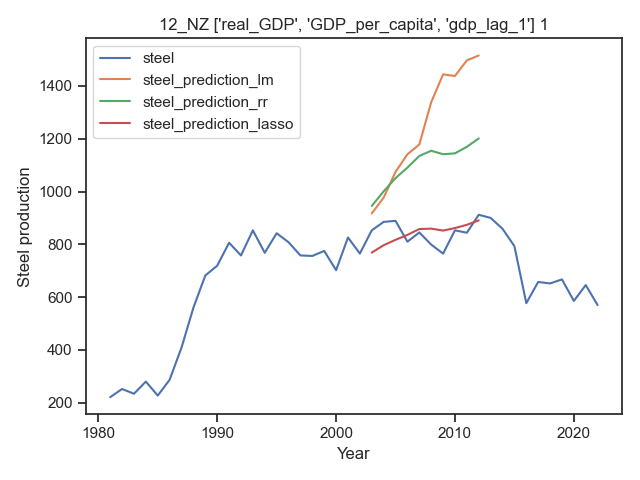 12_NZ ['real_GDP', 'GDP_per_capita', 'gdp_lag_1'] 1
steel
steel_prediction_lm
steel_prediction_rr
steel_prediction_lasso
Steel production
1400
1200
1000
800
600
400
200
1980
1990
2000
2010
2020
Year